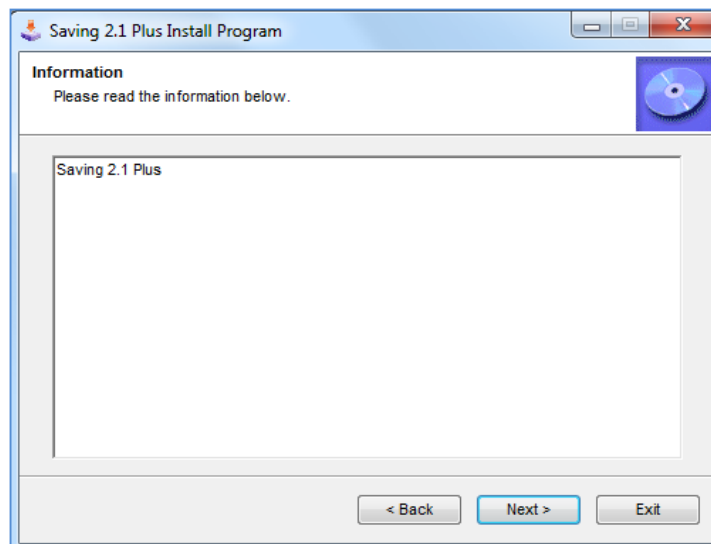 Saving 2.1 Plus Install Program
Information
Please read the information below.
Saving 2.1 Plus
< Back Next > Exit